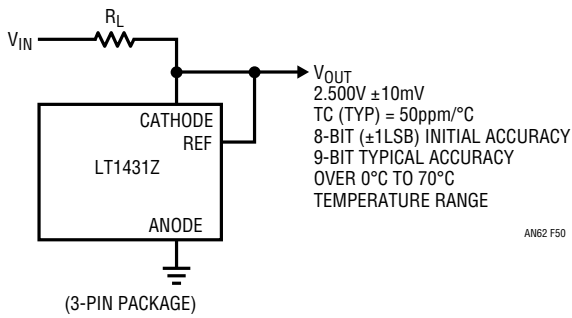 R_L
V_IN
V_OUT
2.500V ±10mV
TC (TYP) = 50ppm/°C
8-BIT (±1LSB) INITIAL ACCURACY
9-BIT TYPICAL ACCURACY
OVER 0°C TO 70°C
TEMPERATURE RANGE
CATHODE
REF
LT1431Z
ANODE
AN62 F50
(3-PIN PACKAGE)